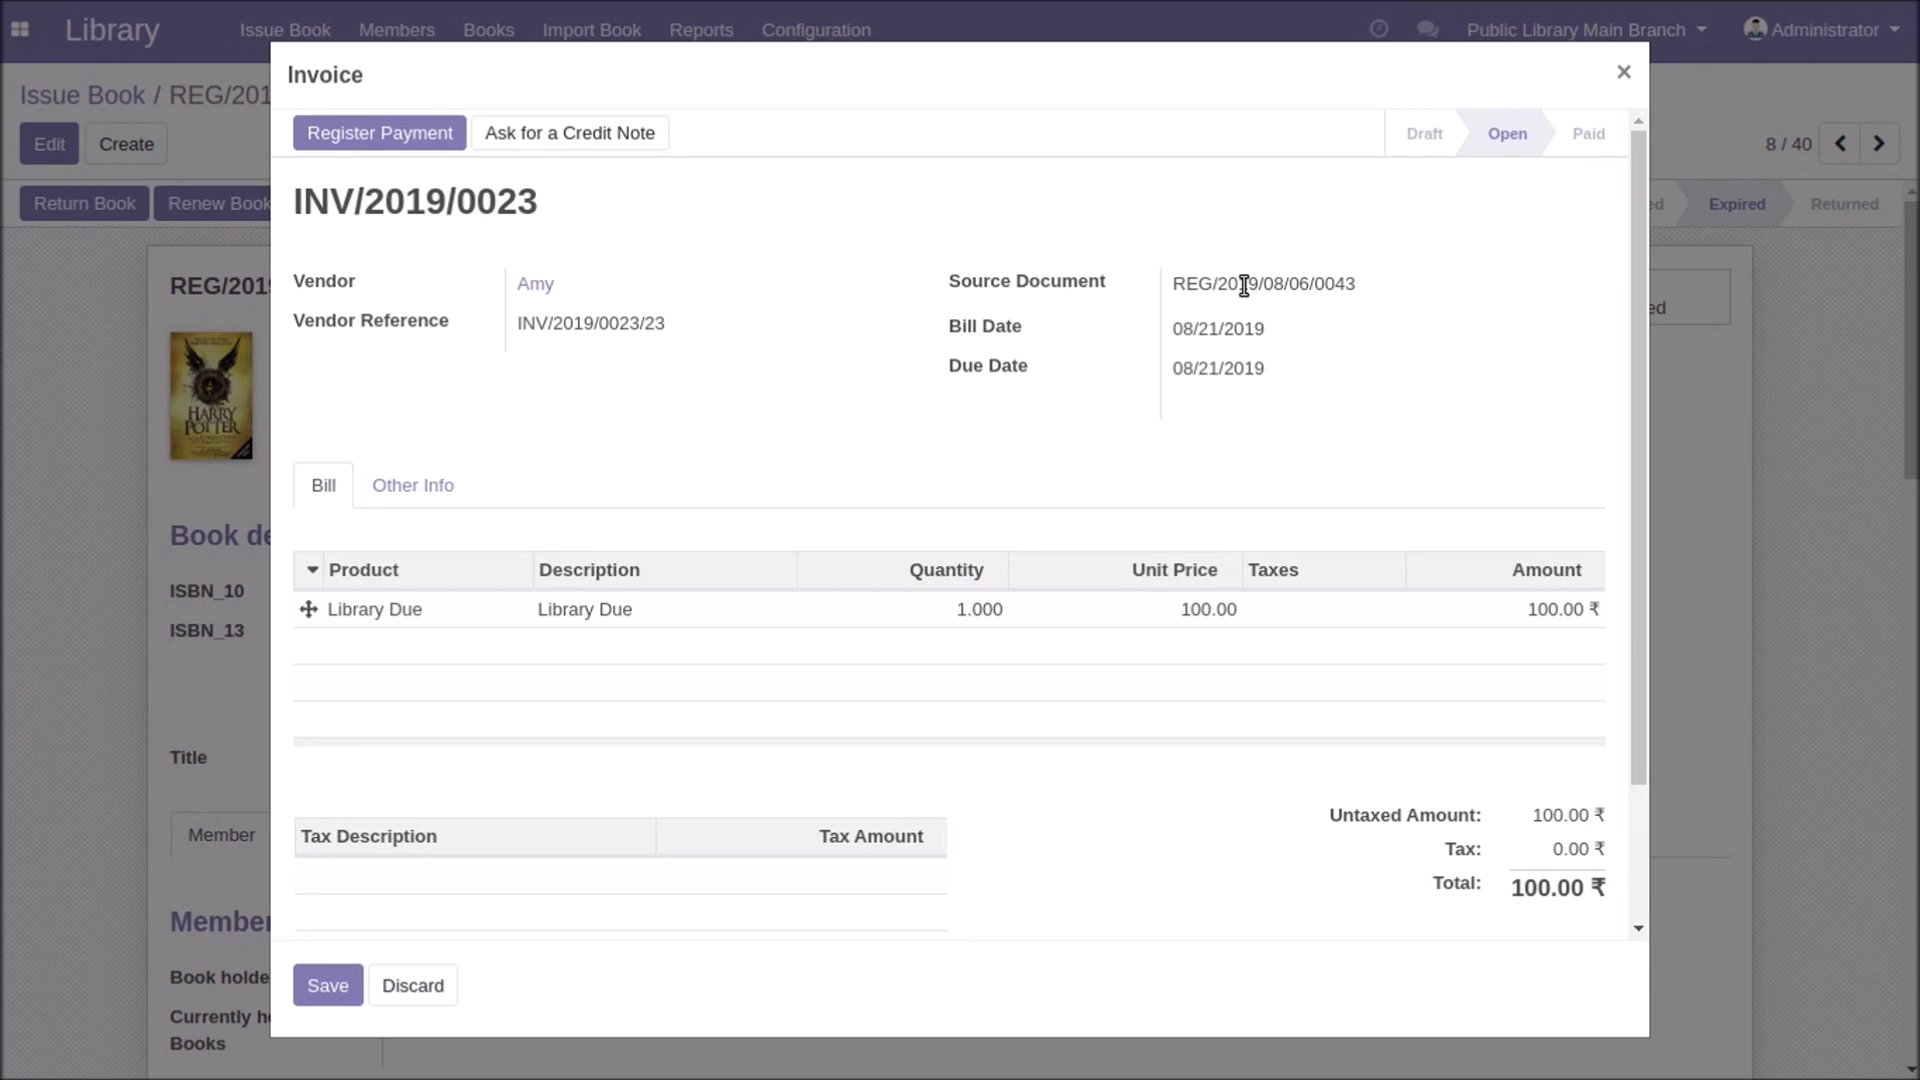 Library Issue Book Members Books Import Book Reports Configuration Public Library Main Branch Administrator
Issue Book / REG/201
Edit Create 8 / 40
Return Book Renew Book Expired Returned
REG/201
HARRY
POTTER
Book de
ISBN_10
ISBN_13
Title
Member
Member
Book holde
Currently h
Books
ed
ed
Invoice ×
Register Payment Ask for a Credit Note Draft Open Paid
INV/2019/0023
Vendor Amy Source Document REG/2019/08/06/0043
Vendor Reference INV/2019/0023/23 Bill Date 08/21/2019
Due Date 08/21/2019
Bill Other Info
Product Description Quantity Unit Price Taxes Amount
Library Due Library Due 1.000 100.00 100.00 ₹
Untaxed Amount: 100.00 ₹
Tax Description Tax Amount Tax: 0.00 ₹
Total: 100.00 ₹
Save Discard